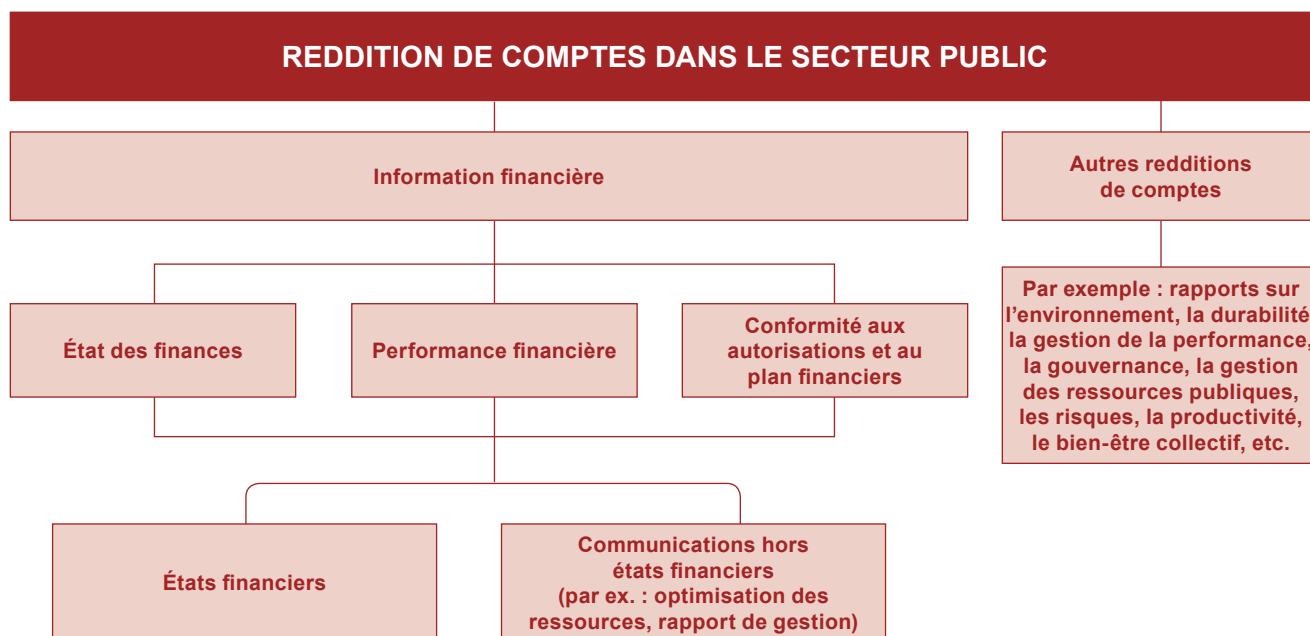 REDDITION DE COMPTES DANS LE SECTEUR PUBLIC
Information financière
Autres redditions
de comptes
État des finances
Performance financière
Conformité aux
autorisations et au
plan financiers
Par exemple : rapports sur
l’environnement, la durabilité,
la gestion de la performance,
la gouvernance, la gestion
des ressources publiques,
les risques, la productivité,
le bien-être collectif, etc.
États financiers
Communications hors
états financiers
(par ex. : optimisation des
ressources, rapport de gestion)